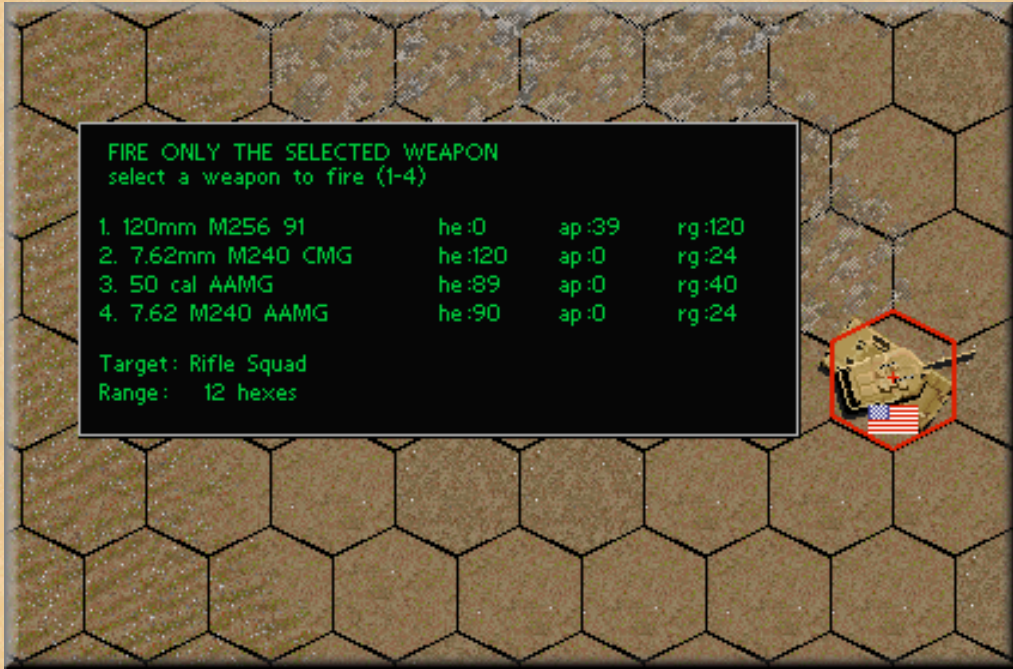 FIRE ONLY THE SELECTED WEAPON
select a weapon to fire (1-4)
1. 120mm M256 91 he:0 ap:39 rg:120
2. 7.62mm M240 CMG he:120 ap:0 rg:24
3. 50 cal AAMG he:89 ap:0 rg:40
4. 7.62 M240 AAMG he:90 ap:0 rg:24
Target: Rifle Squad
Range: 12 hexes